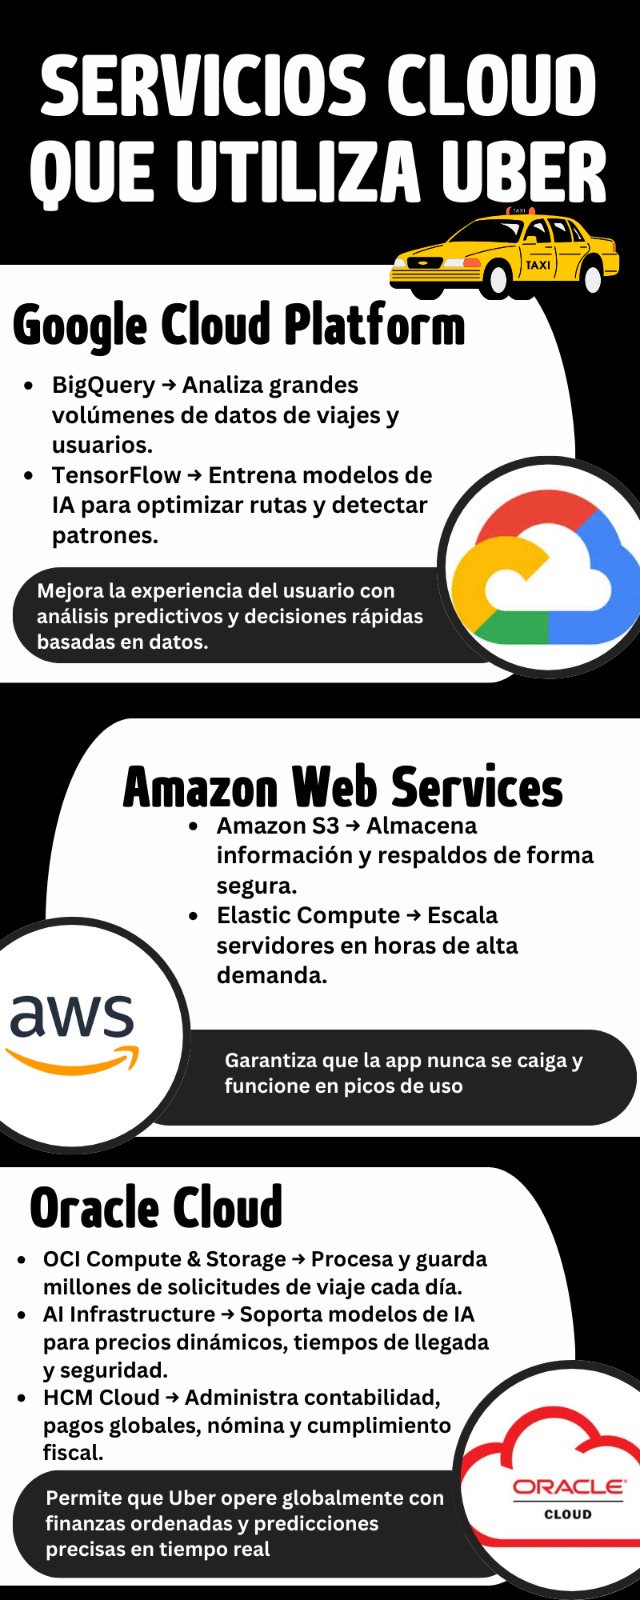 SERVICIOS CLOUD
QUE UTILIZA UBER
TAXI
TAXI
Google Cloud Platform
• BigQuery → Analiza grandes
volúmenes de datos de viajes y
usuarios.
• TensorFlow → Entrena modelos de
IA para optimizar rutas y detectar
patrones.
Mejora la experiencia del usuario con
análisis predictivos y decisiones rápidas
basadas en datos.
Amazon Web Services
• Amazon S3 → Almacena
información y respaldos de forma
segura.
• Elastic Compute → Escala
servidores en horas de alta
demanda.
aws
Garantiza que la app nunca se caiga y
funcione en picos de uso
Oracle Cloud
• OCI Compute & Storage → Procesa y guarda
millones de solicitudes de viaje cada día.
• AI Infrastructure → Soporta modelos de IA
para precios dinámicos, tiempos de llegada
y seguridad.
• HCM Cloud → Administra contabilidad,
pagos globales, nómina y cumplimiento
fiscal.
ORACLE
CLOUD
Permite que Uber opere globalmente con
finanzas ordenadas y predicciones
precisas en tiempo real